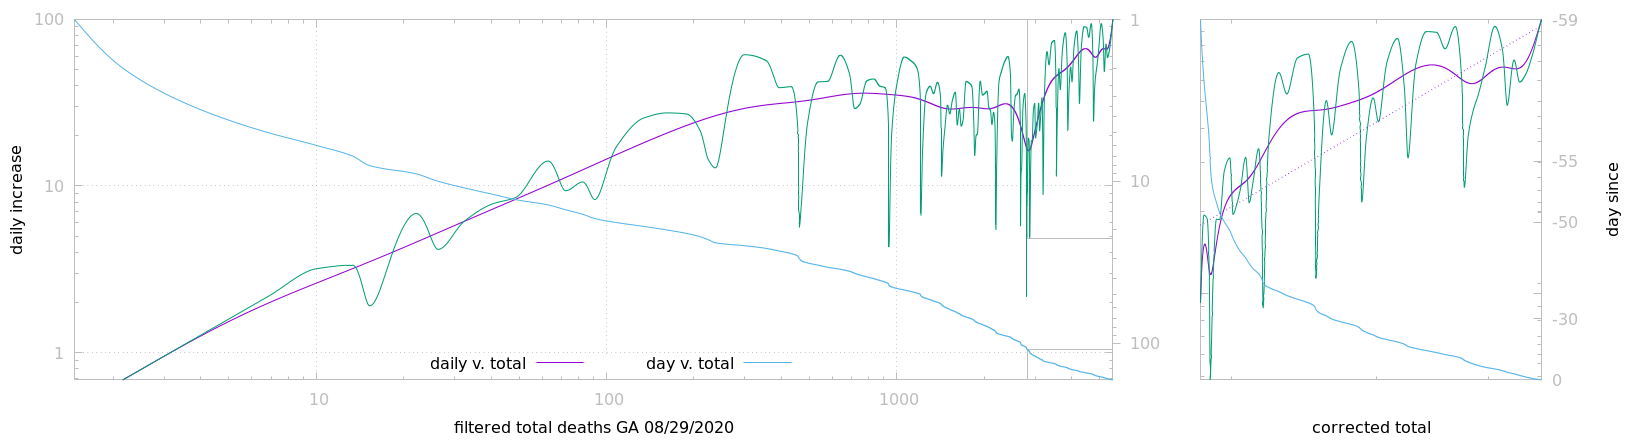 100
10
1
daily increase
10
100
1000
filtered total deaths GA 08/29/2020
daily v. total
day v. total
1
10
100
-59
-55
-50
-30
0
day since
corrected total